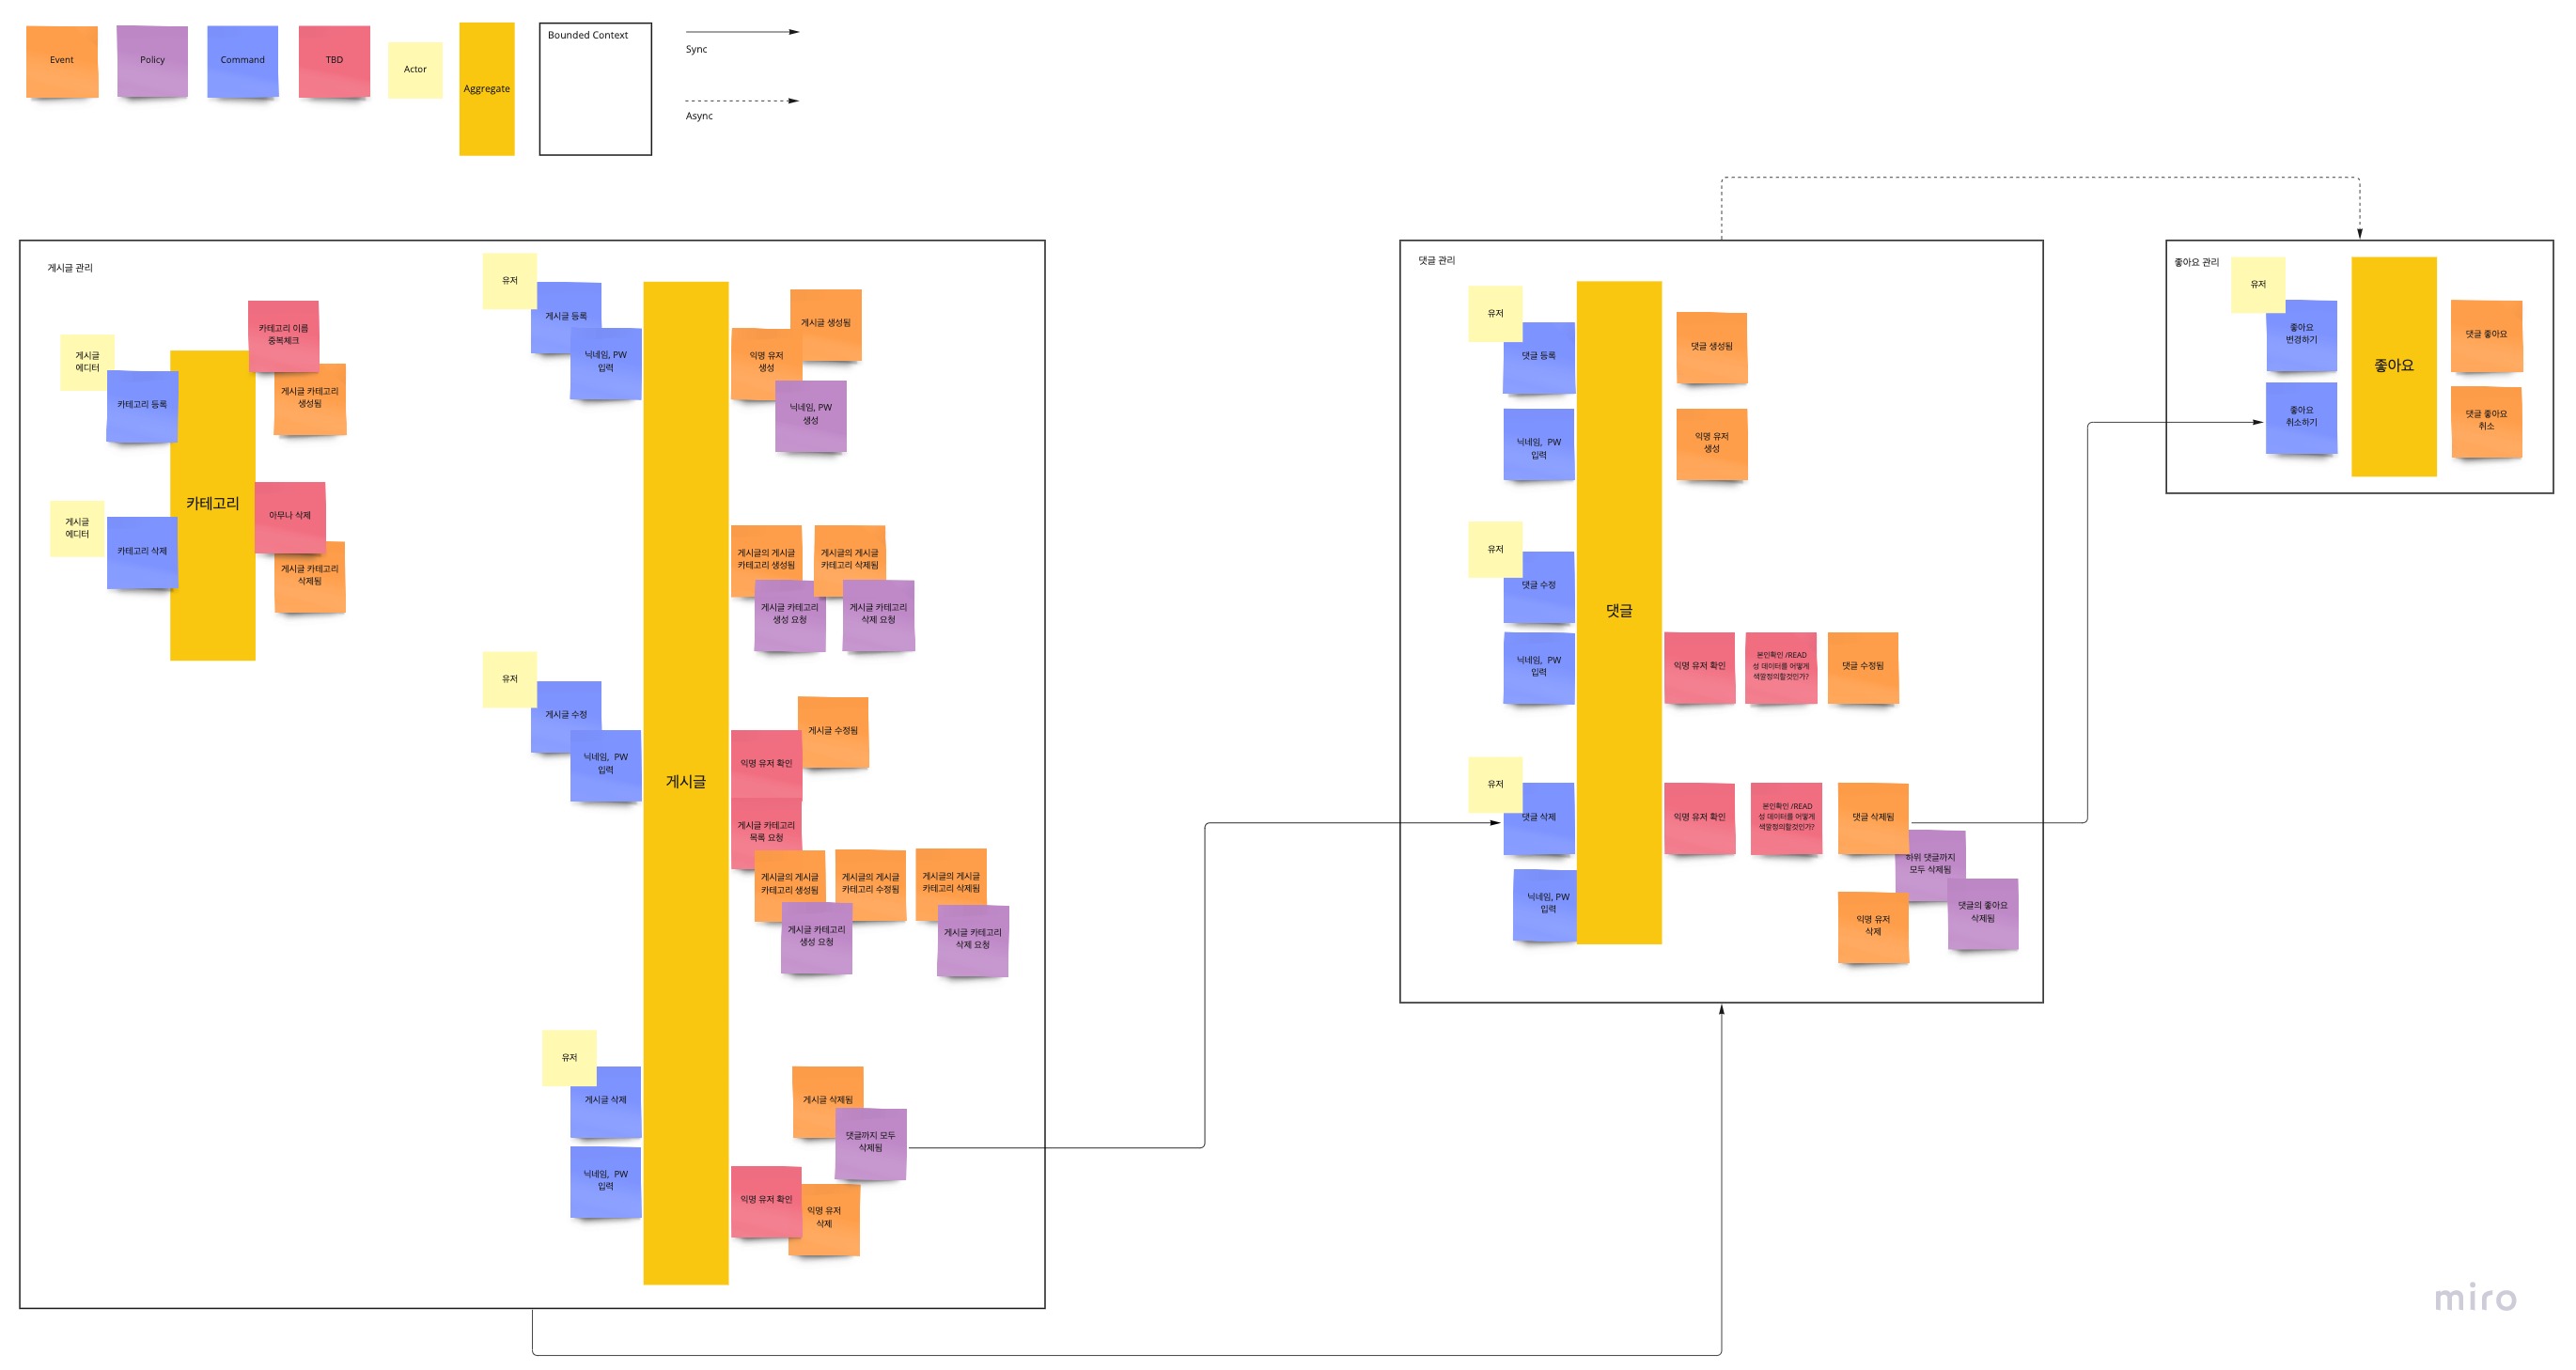 Event
Policy
Command
TBD
Actor
Aggregate
Bounded Context
Sync
Async
게시글 관리
게시글
에디터
카테고리 등록
카테고리 이름
중복체크
게시글 카테고리
생성됨
카테고리
게시글
에디터
카테고리 삭제
아무나 삭제
게시글 카테고리
삭제됨
유저
게시글 등록
닉네임, PW
입력
게시글 생성됨
익명 유저
생성
닉네임, PW
생성
게시글의 게시글
카테고리 생성됨
게시글의 게시글
카테고리 삭제됨
게시글 카테고리
생성 요청
게시글 카테고리
삭제 요청
유저
게시글 수정
닉네임, PW
입력
게시글
게시글 수정됨
익명 유저 확인
게시글 카테고리
목록 요청
게시글의 게시글
카테고리 생성됨
게시글의 게시글
카테고리 수정됨
게시글의 게시글
카테고리 삭제됨
게시글 카테고리
생성 요청
게시글 카테고리
삭제 요청
유저
게시글 삭제
닉네임, PW
입력
게시글 삭제됨
댓글까지 모두
삭제됨
익명 유저 확인
익명 유저
삭제
댓글 관리
유저
댓글 등록
닉네임, PW
입력
댓글 생성됨
익명 유저
생성
유저
댓글 수정
닉네임, PW
입력
댓글
익명 유저 확인
본인확인 /READ
성 데이터를 어떻게
색깔정의할것인가?
댓글 수정됨
유저
댓글 삭제
닉네임, PW
입력
익명 유저 확인
본인확인 /READ
성 데이터를 어떻게
색깔정의할것인가?
댓글 삭제됨
하위 댓글까지
모두 삭제됨
댓글의 좋아요
삭제됨
익명 유저
삭제
좋아요 관리
유저
좋아요
변경하기
좋아요
취소하기
좋아요
댓글 좋아요
댓글 좋아요
취소
miro